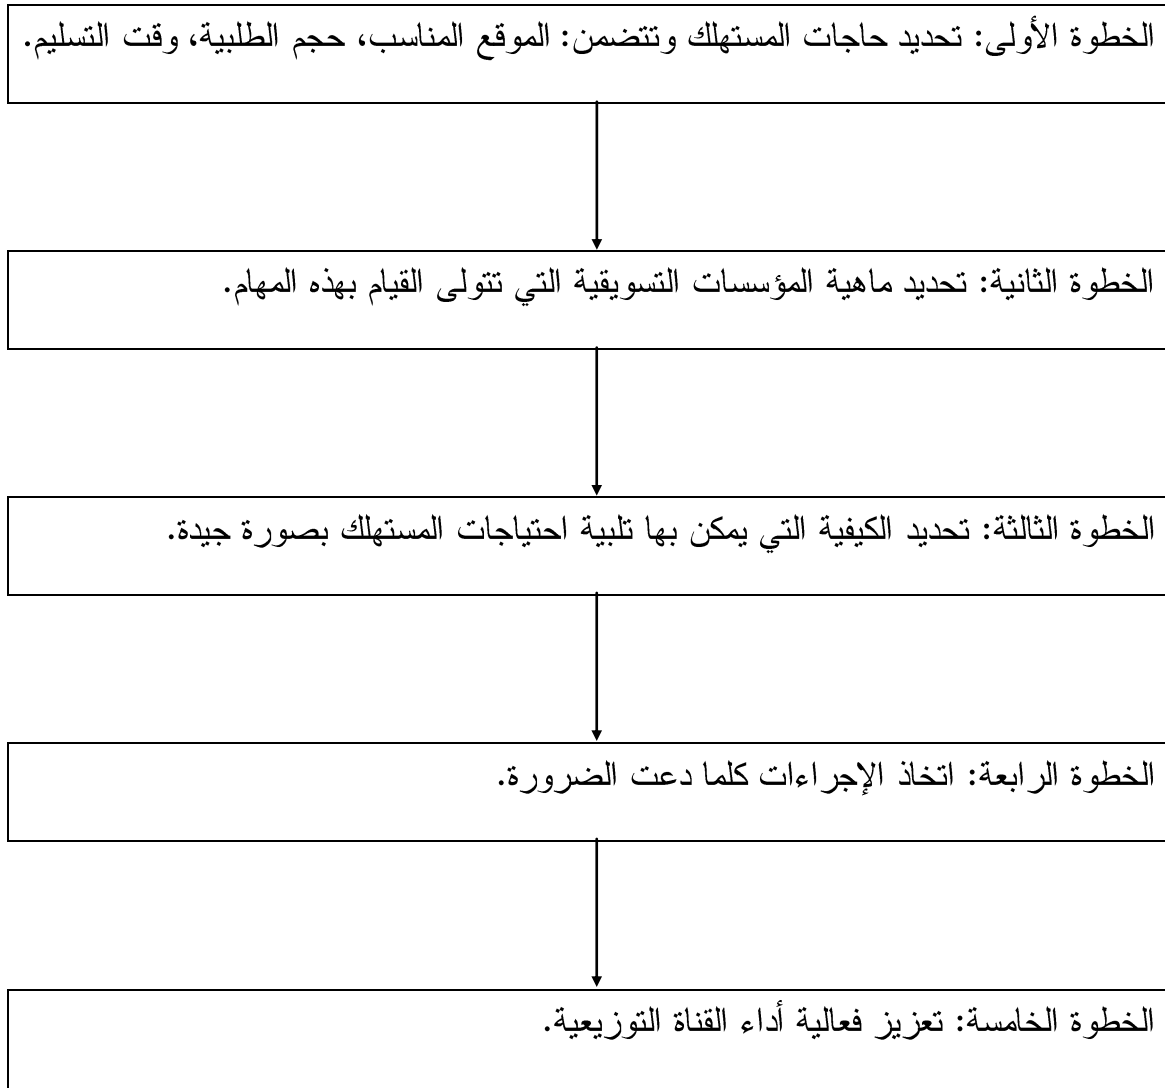 الخطوة الأولى: تحديد حاجات المستهلك وتتضمن: الموقع المناسب، حجم الطلبية، وقت التسليم.
الخطوة الثانية: تحديد ماهية المؤسسات التسويقية التي تتولى القيام بهذه المهام.
الخطوة الثالثة: تحديد الكيفية التي يمكن بها تلبية احتياجات المستهلك بصورة جيدة.
الخطوة الرابعة: اتخاذ الإجراءات كلما دعت الضرورة.
الخطوة الخامسة: تعزيز فعالية أداء القناة التوزيعية.